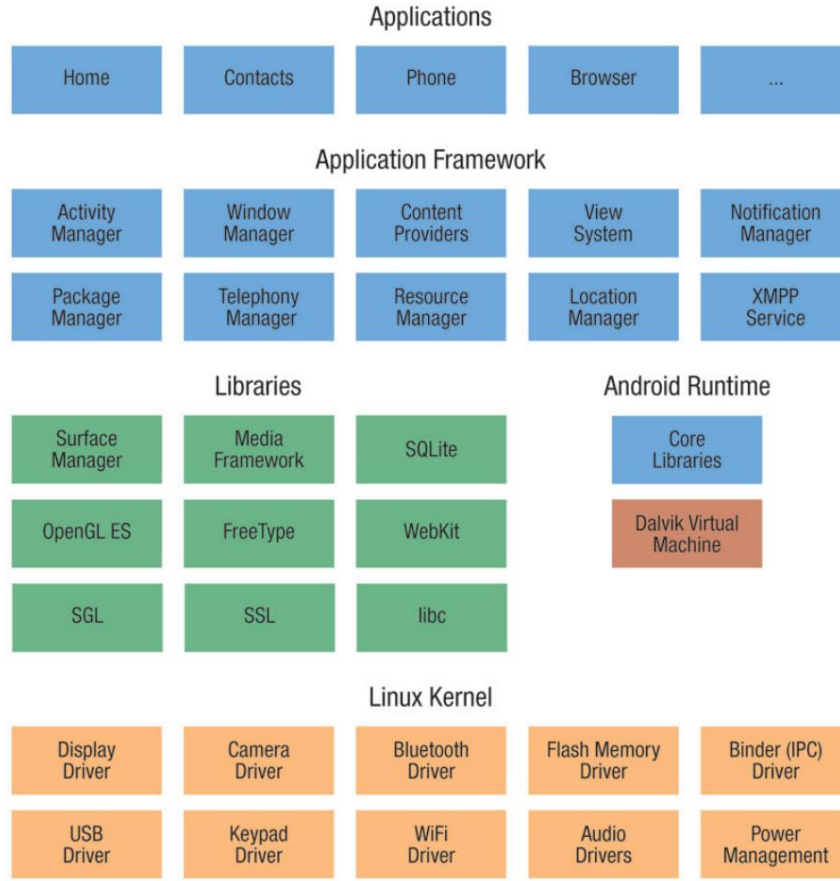 Applications
Home
Contacts
Phone
Browser
...
Application Framework
Activity
Manager
Window
Manager
Content
Providers
View
System
Notification
Manager
Package
Manager
Telephony
Manager
Resource
Manager
Location
Manager
XMPP
Service
Libraries
Android Runtime
Surface
Manager
Media
Framework
SQLite
Core
Libraries
OpenGL ES
FreeType
WebKit
Dalvik Virtual
Machine
SGL
SSL
libc
Linux Kernel
Display
Driver
Camera
Driver
Bluetooth
Driver
Flash Memory
Driver
Binder (IPC)
Driver
USB
Driver
Keypad
Driver
WiFi
Driver
Audio
Drivers
Power
Management